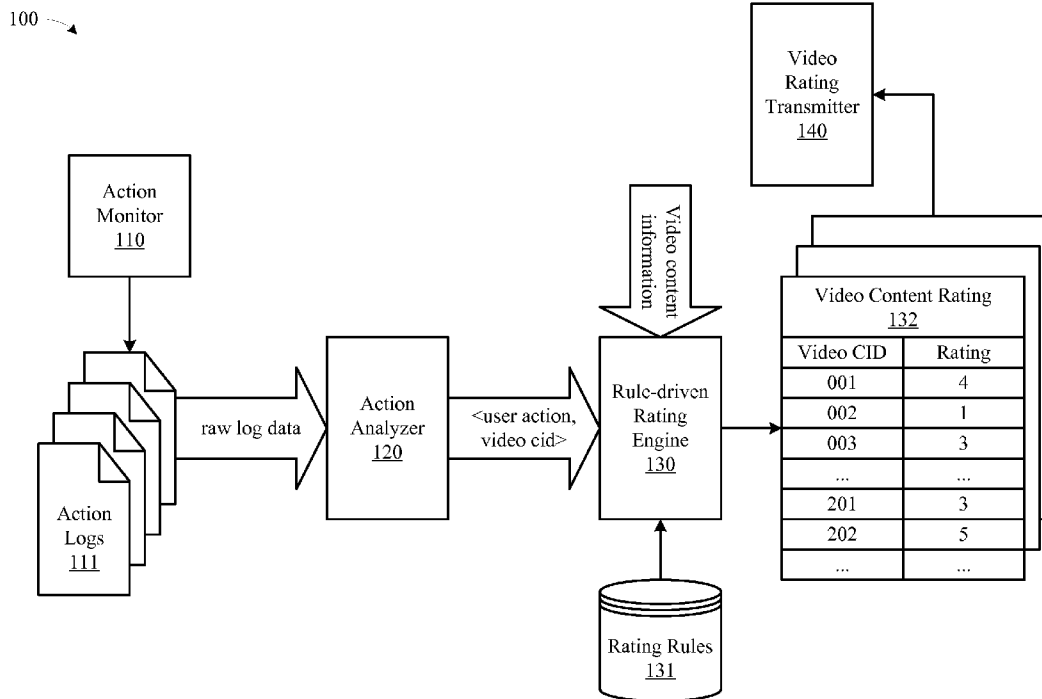 100
Video
Rating
Transmitter
140
Action
Monitor
110
Video content
information
Video Content Rating
132
Video CID Rating
001 4
002 1
003 3
... ...
201 3
202 5
... ...
Action
Logs
111
raw log data
Action
Analyzer
120
<user action,
video cid>
Rule-driven
Rating
Engine
130
Rating Rules
131